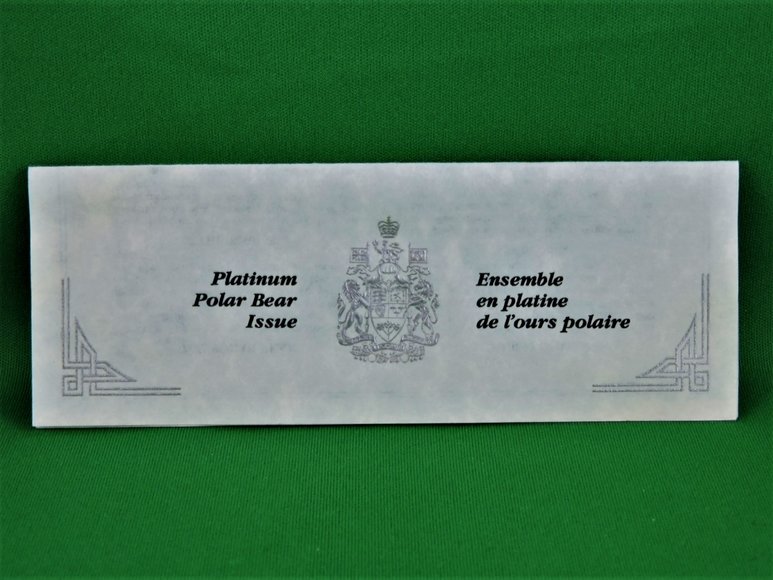 Platinum
Polar Bear
Issue
Ensemble
en platine
de l'ours polaire